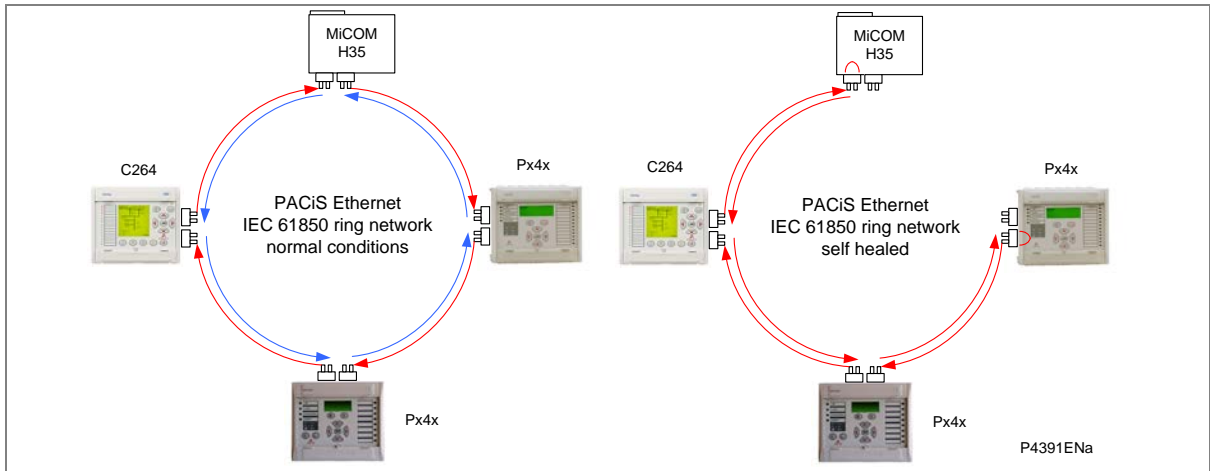 MiCOM
H35
C264
Px4x
PACiS Ethernet
IEC 61850 ring network
normal conditions
Px4x
MiCOM
H35
C264
Px4x
PACiS Ethernet
IEC 61850 ring network
self healed
Px4x
P4391ENa